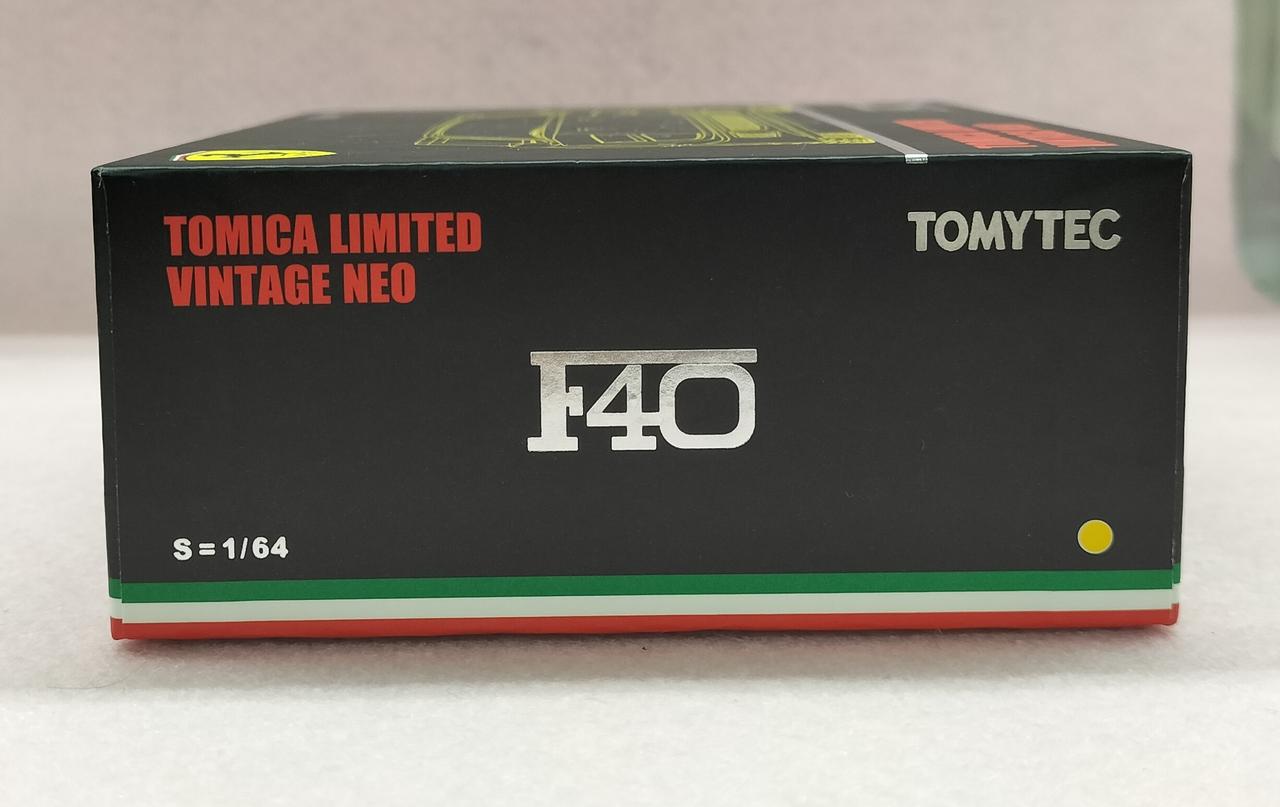 TOMICA LIMITED
VINTAGE NEO
TOMYTEC
F40
S=1/64